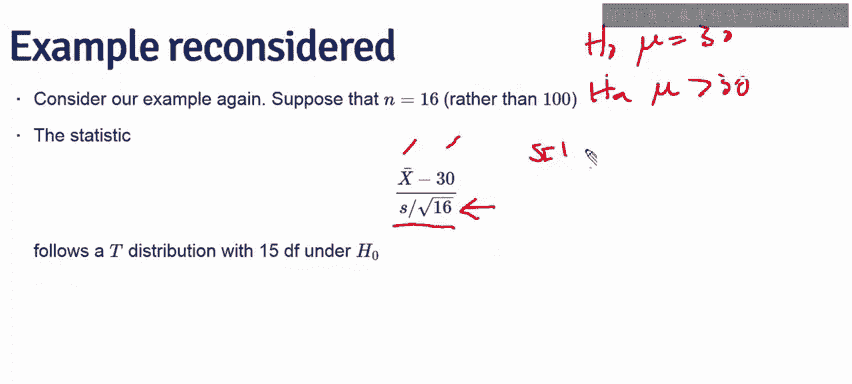 Example reconsidered
H₀ μ = 30
Hₐ μ > 30
· Consider our example again. Suppose that n = 16 (rather than 100)
· The statistic
X̄ − 30
s/√16
follows a T distribution with 15 df under H₀